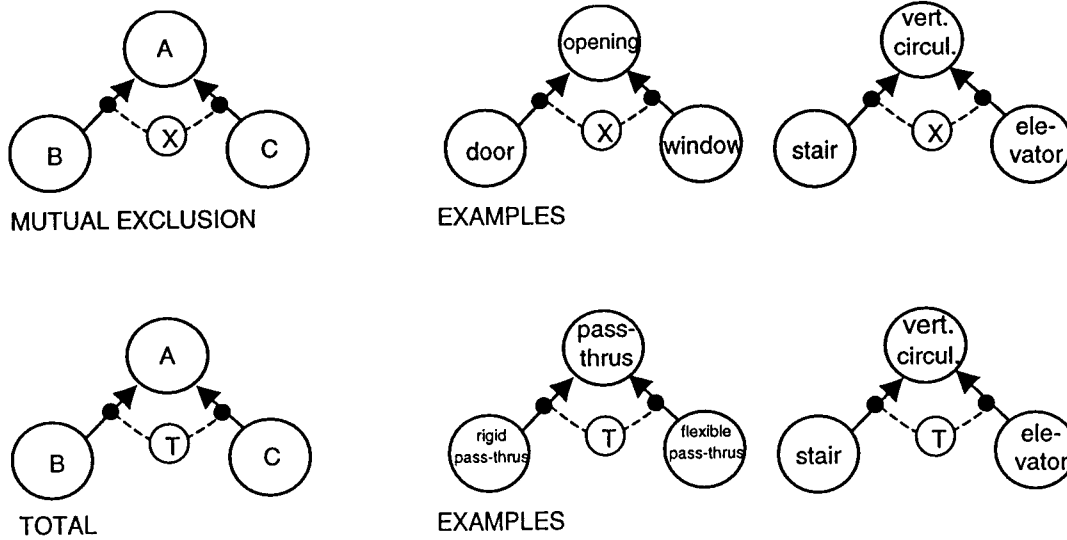 A
B
X
C
MUTUAL EXCLUSION
opening
door
X
window
EXAMPLES
vert.
circul.
stair
X
ele-
vator
A
B
T
C
TOTAL
pass-
thrus
rigid
pass-thrus
T
flexible
pass-thrus
EXAMPLES
vert.
circul.
stair
T
ele-
vator